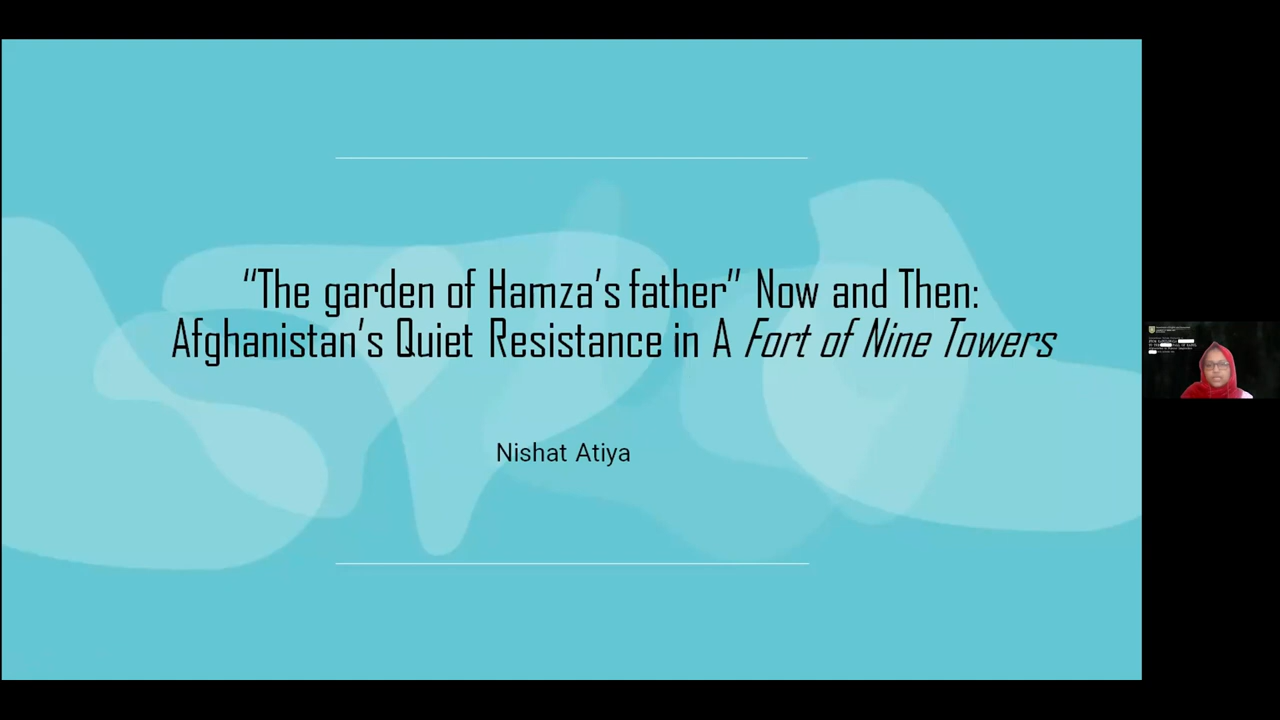 “The garden of Hamza’s father” Now and Then:
Afghanistan’s Quiet Resistance in A Fort of Nine Towers
Nishat Atiya